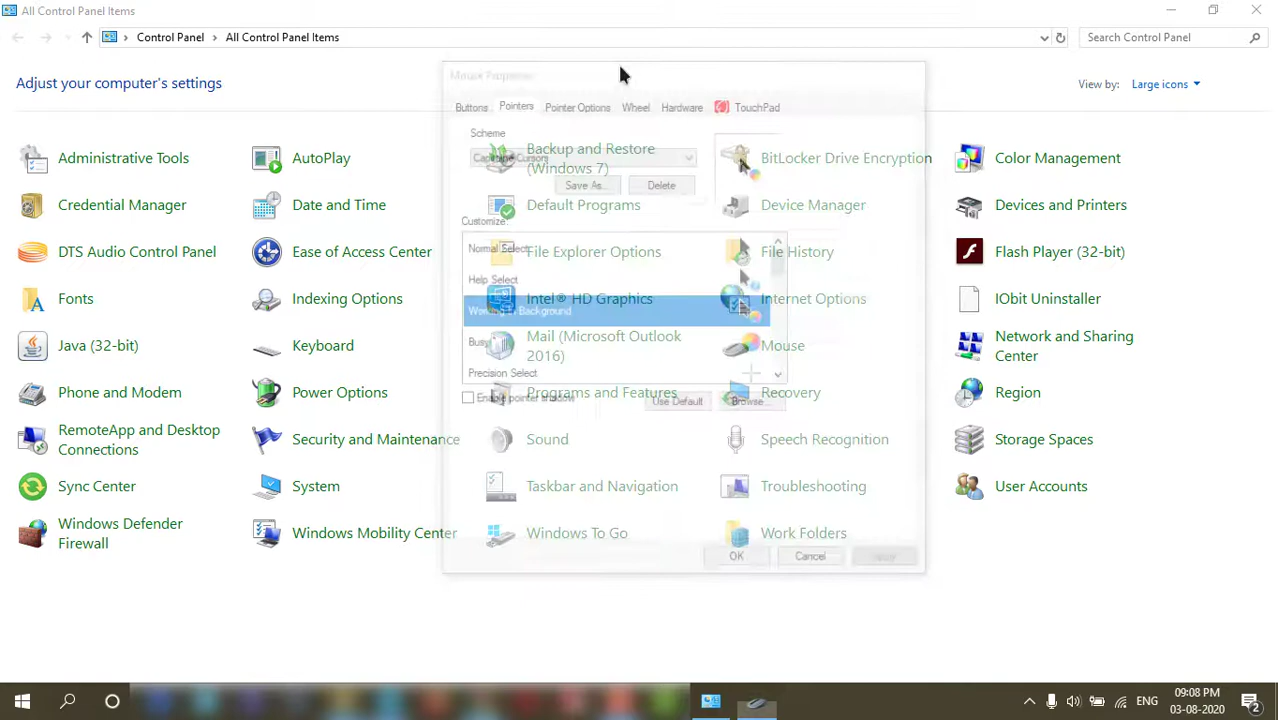 All Control Panel Items
Control Panel
All Control Panel Items
Search Control Panel
Adjust your computer's settings
View by:
Large icons
Mouse Properties
Buttons
Pointers
Pointer Options
Wheel
Hardware
TouchPad
Scheme
Save As...
Delete
Customize:
Normal Select
Help Select
Working In Background
Busy
Precision Select
Enable pointer shadow
Use Default
Browse...
OK
Cancel
Administrative Tools
AutoPlay
Backup and Restore
(Windows 7)
BitLocker Drive Encryption
Color Management
Credential Manager
Date and Time
Default Programs
Device Manager
Devices and Printers
DTS Audio Control Panel
Ease of Access Center
File Explorer Options
File History
Flash Player (32-bit)
Fonts
Indexing Options
Intel® HD Graphics
Internet Options
IObit Uninstaller
Java (32-bit)
Keyboard
Mail (Microsoft Outlook
2016)
Mouse
Network and Sharing
Center
Phone and Modem
Power Options
Programs and Features
Recovery
Region
RemoteApp and Desktop
Connections
Security and Maintenance
Sound
Speech Recognition
Storage Spaces
Sync Center
System
Taskbar and Navigation
Troubleshooting
User Accounts
Windows Defender
Firewall
Windows Mobility Center
Windows To Go
Work Folders
ENG
09:08 PM
03-08-2020
2